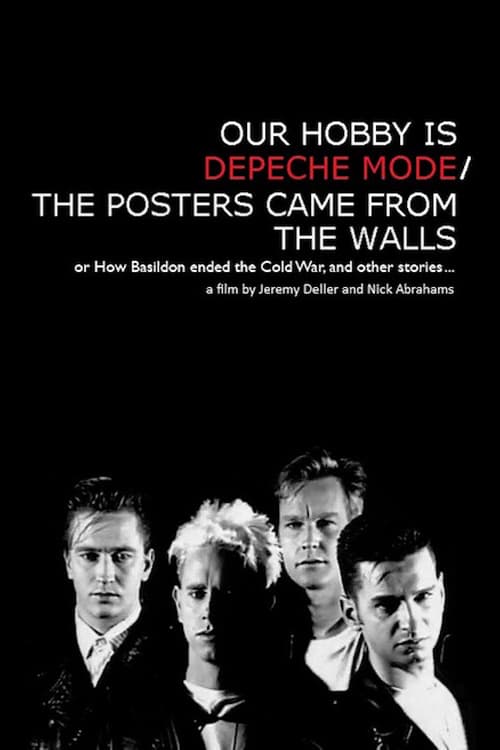 OUR HOBBY IS
DEPECHE MODE/
THE POSTERS CAME FROM
THE WALLS
or How Basildon ended the Cold War, and other stories...
a film by Jeremy Deller and Nick Abrahams